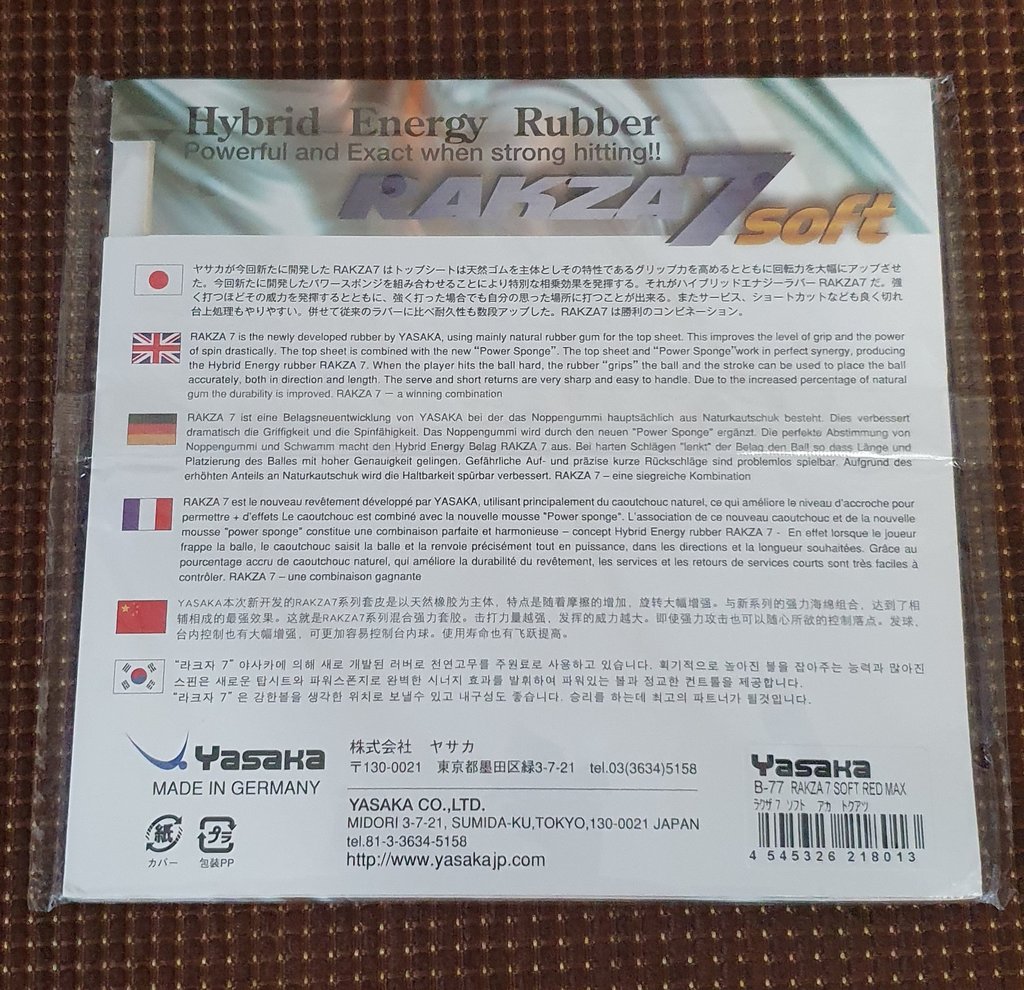 Hybrid Energy Rubber
Powerful and Exact when strong hitting!!
RAKZA 7 soft
ヤサカが今回新たに開発した RAKZA7 はトップシートは天然ゴムを主体としその特性であるグリップ力を高めるとともに回転力を大幅にアップさせ
た。今回新たに開発したパワースポンジを組み合わせることにより特別な相乗効果を発揮する。それがハイブリッドエナジーラバー RAKZA7 だ。強
く打つほどその威力を発揮するとともに、強く打った場合でも自分の思った場所に打つことが出来る。またサービス、ショートカットなども良く切れ
台上処理もやりやすい。併せて従来のラバーに比べ耐久性も数段アップした。RAKZA7 は勝利のコンビネーション。
RAKZA 7 is the newly developed rubber by YASAKA, using mainly natural rubber gum for the top sheet. This improves the level of grip and the power
of spin drastically. The top sheet is combined with the new "Power Sponge". The top sheet and "Power Sponge"work in perfect synergy, producing
the Hybrid Energy rubber RAKZA 7. When the player hits the ball hard, the rubber "grips" the ball and the stroke can be used to place the ball
accurately, both in direction and length. The serve and short returns are very sharp and easy to handle. Due to the increased percentage of natural
gum the durability is improved. RAKZA 7 – a winning combination
RAKZA 7 ist eine Belagsneuentwicklung von YASAKA bei der das Noppengummi hauptsächlich aus Naturkautschuk besteht. Dies verbessert
dramatisch die Griffigkeit und die Spinfähigkeit. Das Noppengummi wird durch den neuen "Power Sponge" ergänzt. Die perfekte Abstimmung von
Noppengummi und Schwamm macht den Hybrid Energy Belag RAKZA 7 aus. Bei harten Schlägen "lenkt" der Belag den Ball so dass Länge und
Platzierung des Balles mit hoher Genauigkeit gelingen. Gefährliche Auf- und präzise kurze Rückschläge sind problemlos spielbar. Aufgrund des
erhöhten Anteils an Naturkautschuk wird die Haltbarkeit spürbar verbessert. RAKZA 7 – eine siegreiche Kombination
RAKZA 7 est le nouveau revêtement développé par YASAKA, utilisant principalement du caoutchouc naturel, ce qui améliore le niveau d'accroche pour
permettre + d'effets Le caoutchouc est combiné avec la nouvelle mousse "Power sponge". L'association de ce nouveau caoutchouc et de la nouvelle
mousse "power sponge" constitue une combinaison parfaite et harmonieuse – concept Hybrid Energy rubber RAKZA 7 - En effet lorsque le joueur
frappe la balle, le caoutchouc saisit la balle et la renvoie précisément tout en puissance, dans les directions et la longueur souhaitées. Grâce au
pourcentage accru de caoutchouc naturel, qui améliore la durabilité du revêtement, les services et les retours de services courts sont très faciles à
contrôler. RAKZA 7 – une combinaison gagnante
YASAKA本次新开发的RAKZA7系列套皮是以天然橡胶为主体，特点是随着摩擦的增加，旋转大幅增强。与新系列的强力海绵组合，达到了相
辅相成的最强效果。这就是RAKZA7系列混合强力套胶。击打力量越强，发挥的威力越大。即使强力攻击也可以随心所欲的控制落点。发球，
台内控制也有大幅增强，可更加容易控制台内球。使用寿命也有飞跃提高。
"라크자 7" 야사카에 의해 새로 개발된 러버로 천연고무를 주원료로 사용하고 있습니다. 획기적으로 높아진 볼을 잡아주는 능력과 많아진
스핀은 새로운 탑시트와 파워스폰지로 완벽한 시너지 효과를 발휘하여 파워있는 볼과 정교한 컨트롤을 제공합니다.
"라크자 7" 은 강한볼을 생각한 위치로 보낼수 있고 내구성도 좋습니다. 승리를 하는데 최고의 파트너가 될것입니다.
Yasaka
MADE IN GERMANY
紙
カバー
プラ
包装PP
株式会社 ヤサカ
〒130-0021 東京都墨田区緑3-7-21 tel.03(3634)5158
YASAKA CO.,LTD.
MIDORI 3-7-21, SUMIDA-KU,TOKYO,130-0021 JAPAN
tel.81-3-3634-5158
http://www.yasakajp.com
Yasaka
B-77 RAKZA 7 SOFT RED MAX
ラクザ 7 ソフト アカ トクアツ
4 545326 218013